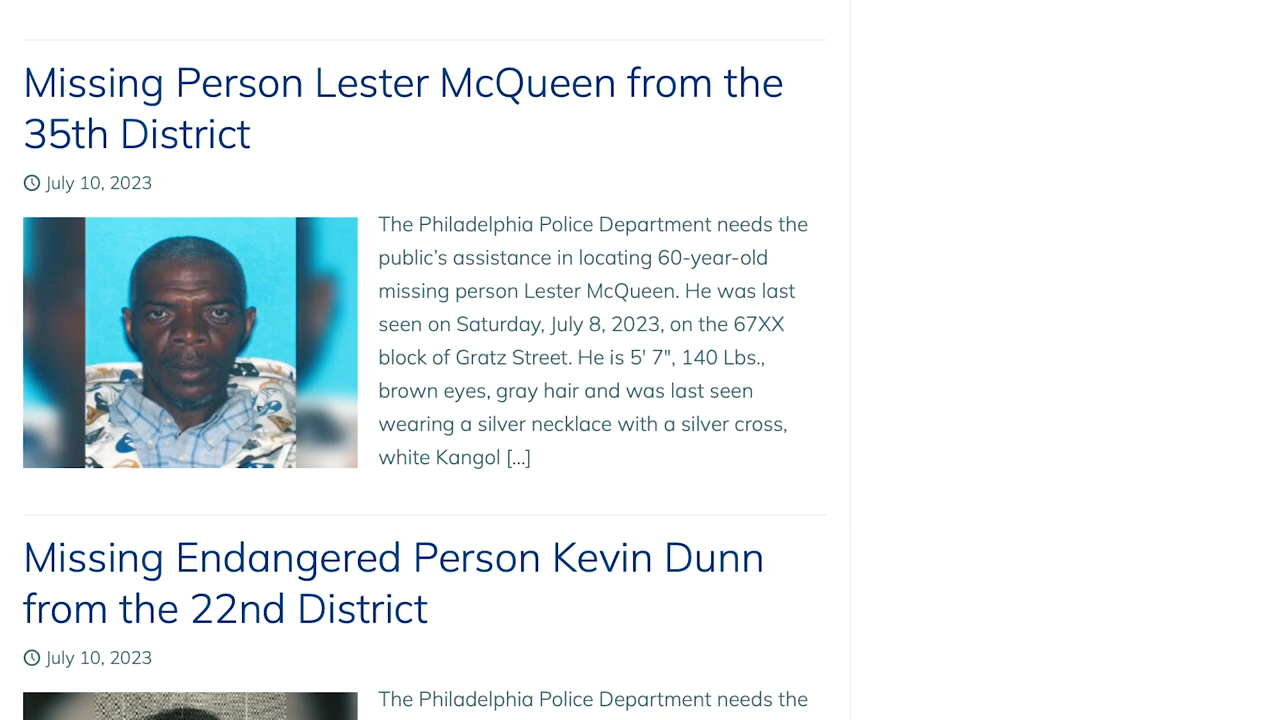 Missing Person Lester McQueen from the
35th District
July 10, 2023
The Philadelphia Police Department needs the
public’s assistance in locating 60-year-old
missing person Lester McQueen. He was last
seen on Saturday, July 8, 2023, on the 67XX
block of Gratz Street. He is 5' 7", 140 Lbs.,
brown eyes, gray hair and was last seen
wearing a silver necklace with a silver cross,
white Kangol [...]
Missing Endangered Person Kevin Dunn
from the 22nd District
July 10, 2023
The Philadelphia Police Department needs the